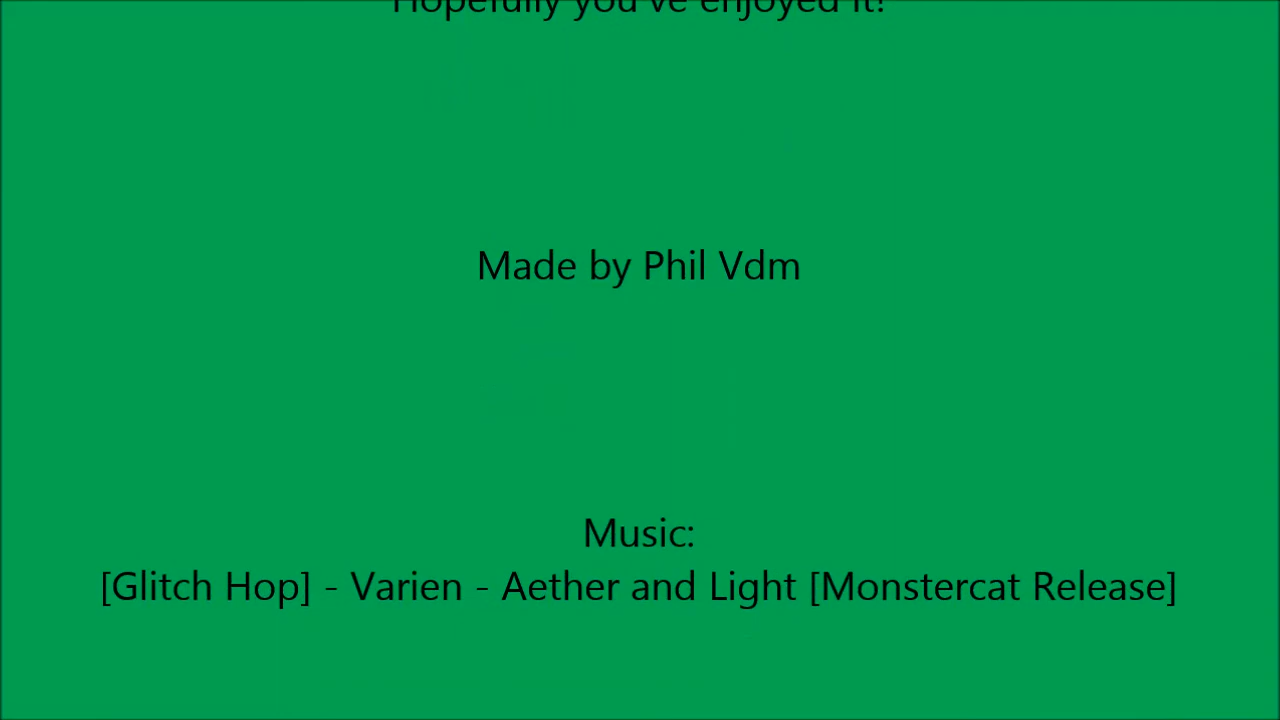 Hopefully you've enjoyed it!
Made by Phil Vdm
Music:
[Glitch Hop] - Varien - Aether and Light [Monstercat Release]